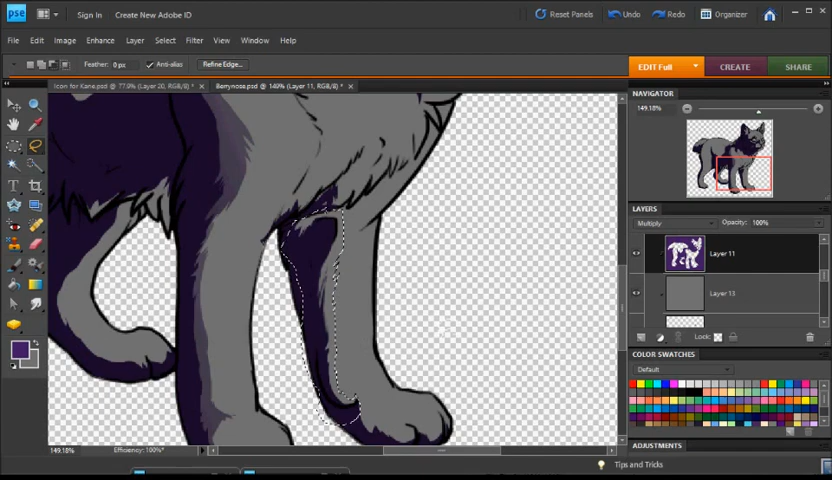 pse
Sign In
Create New Adobe ID
Reset Panels
Undo
Redo
Organizer
File Edit Image Enhance Layer Select Filter View Window Help
Feather: 0 px
Anti-alias
Refine Edge...
EDIT Full
CREATE
SHARE
Icon for Kane.psd @ 77.9% (Layer 20, RGB/8) *
Berrynose.psd @ 149% (Layer 11, RGB/8) *
NAVIGATOR
149.18%
LAYERS
Multiply
Opacity: 100%
Layer 11
Layer 13
Lock:
COLOR SWATCHES
Default
ADJUSTMENTS
149.18%
Efficiency: 100%*
Tips and Tricks